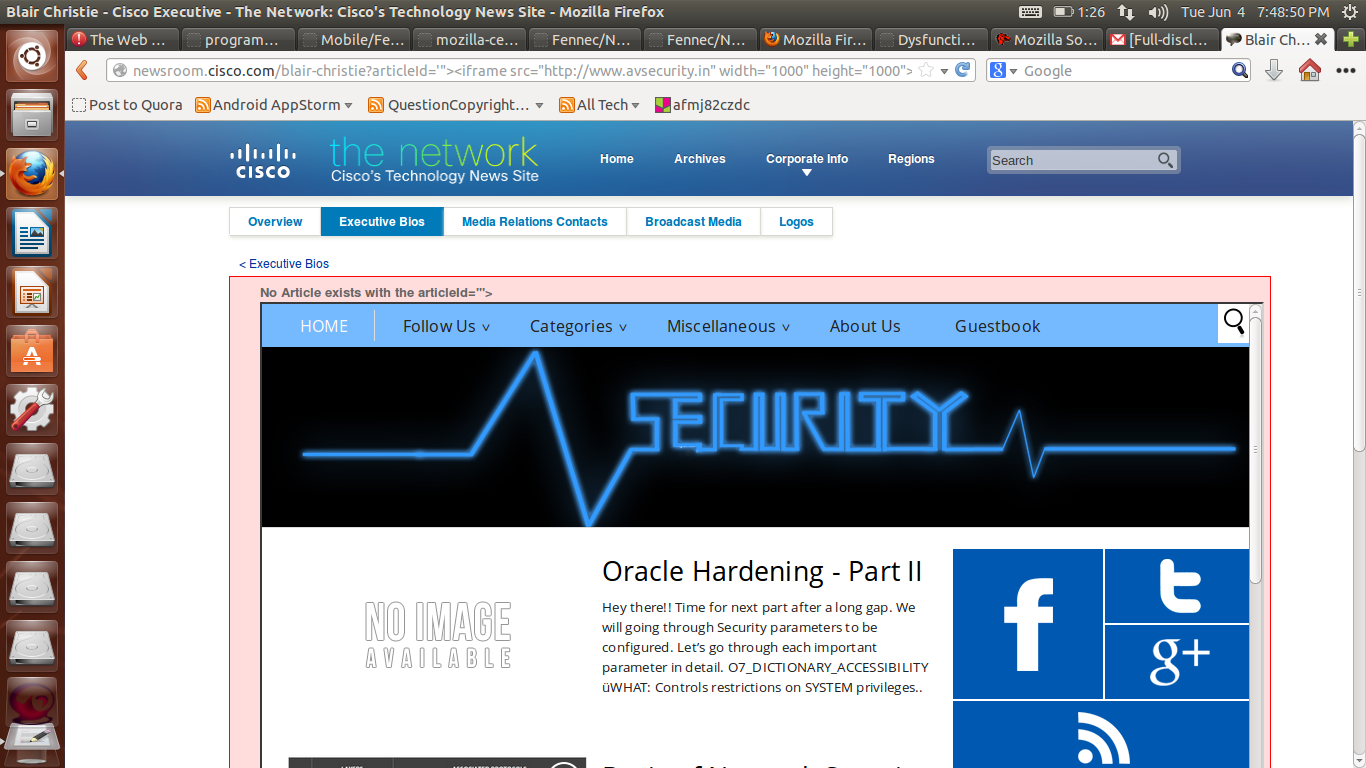 Blair Christie - Cisco Executive - The Network: Cisco's Technology News Site - Mozilla Firefox
1:26
Tue Jun 4 7:48:50 PM
The Web ...
program...
Mobile/Fe...
mozilla-ce...
Fennec/N...
Fennec/N...
Mozilla Fir...
Dysfuncti...
Mozilla So...
[Full-discl...
Blair Ch...
newsroom.cisco.com/blair-christie?articleId='"><iframe src="http://www.avsecurity.in" width="1000" height="1000">
Google
Post to Quora
Android AppStorm
QuestionCopyright...
All Tech
afmj82czdc
CISCO
the network
Cisco's Technology News Site
Home
Archives
Corporate Info
Regions
Search
Overview
Executive Bios
Media Relations Contacts
Broadcast Media
Logos
< Executive Bios
No Article exists with the articleId='">
HOME
Follow Us v
Categories v
Miscellaneous v
About Us
Guestbook
SECURITY
NO IMAGE
AVAILABLE
Oracle Hardening - Part II
Hey there!! Time for next part after a long gap. We
will going through Security parameters to be
configured. Let's go through each important
parameter in detail. O7_DICTIONARY_ACCESSIBILITY
üWHAT: Controls restrictions on SYSTEM privileges..
f
t
g+